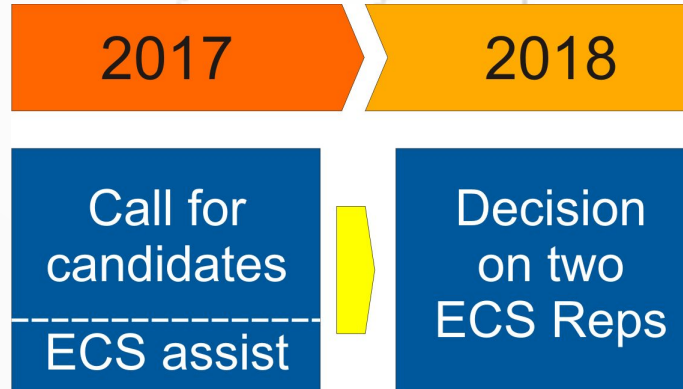 2017
2018
Call for
candidates
ECS assist
Decision
on two
ECS Reps